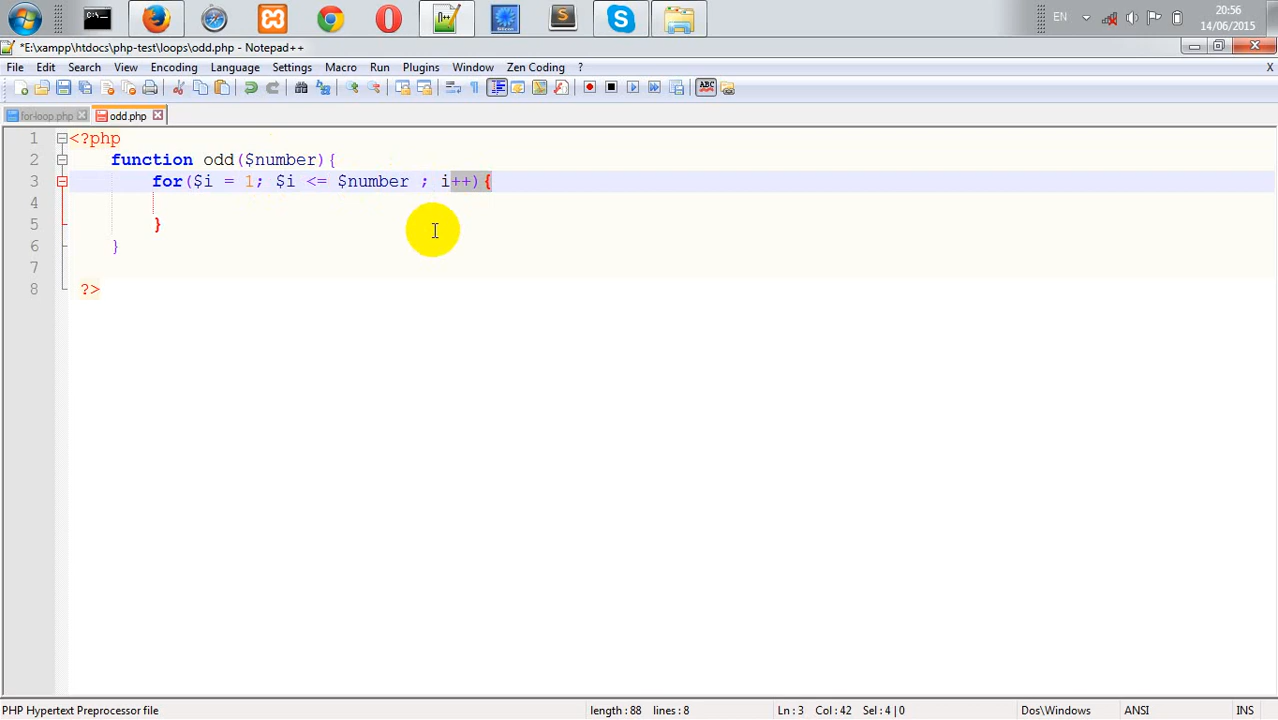 20:56
EN
14/06/2015
*E:\xampp\htdocs\php-test\loops\odd.php - Notepad++
File Edit Search View Encoding Language Settings Macro Run Plugins Window Zen Coding ? X
for-loop.php odd.php
1 <?php
2 function odd($number){
3 for($i = 1; $i <= $number ; i++){
4
5 }
6 }
7
8 ?>
PHP Hypertext Preprocessor file length : 88 lines : 8 Ln : 3 Col : 42 Sel : 4 | 0 Dos\Windows ANSI INS